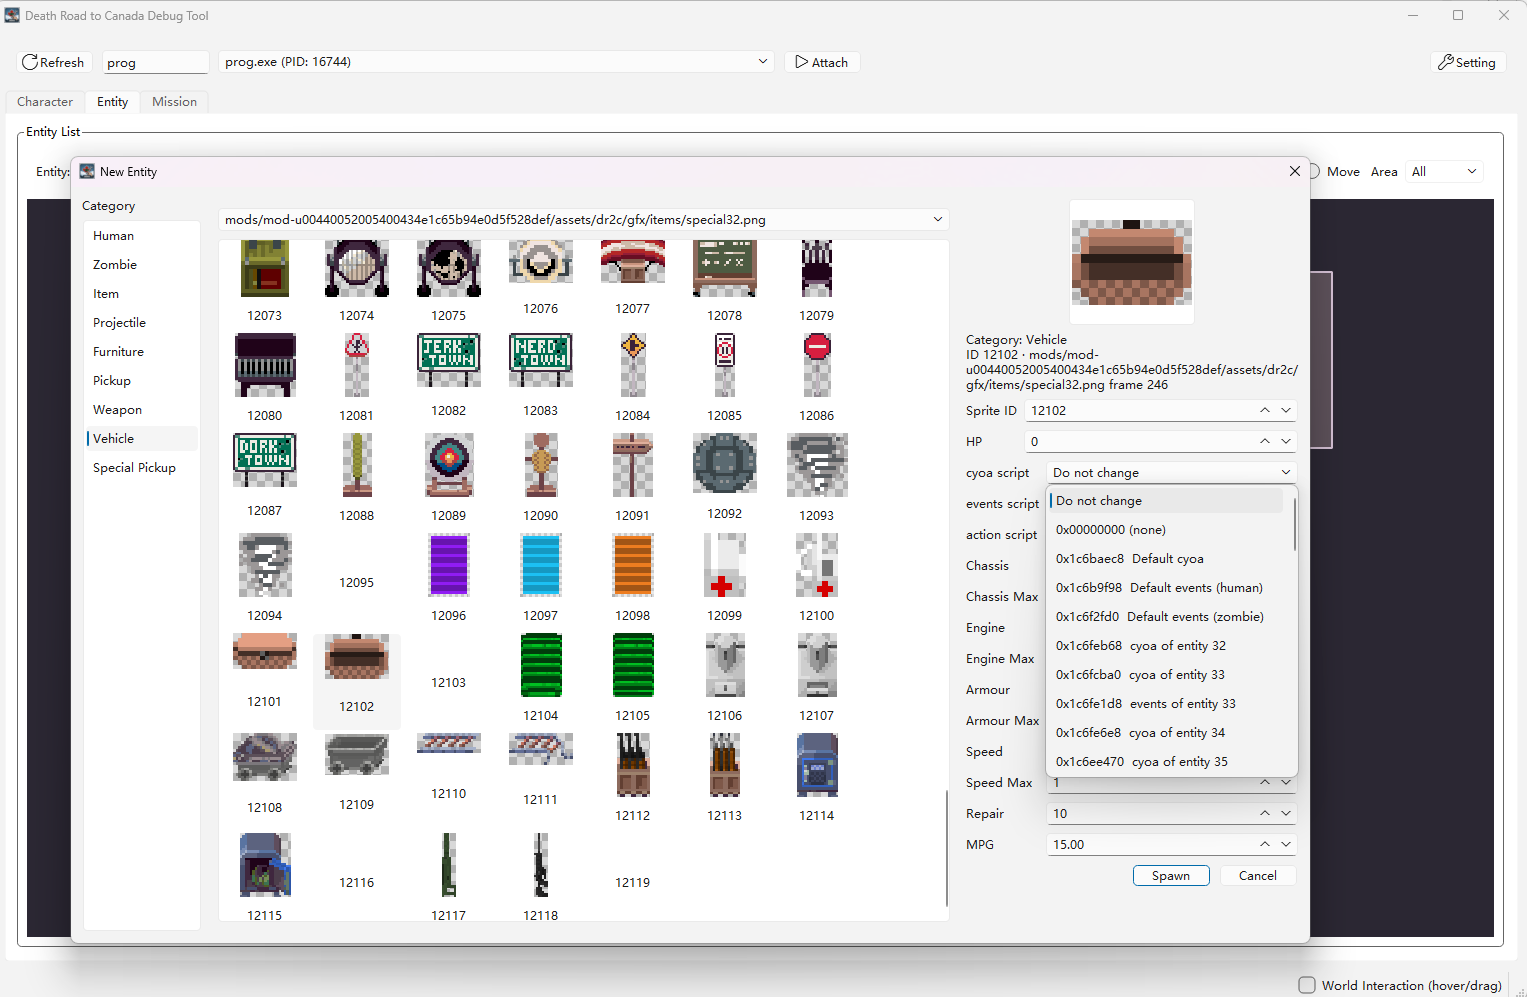 Death Road to Canada Debug Tool
Refresh
prog
prog.exe (PID: 16744)
Attach
Setting
Character
Entity
Mission
Entity List
Entity:
Move
Area
All
New Entity
Category
Human
Zombie
Item
Projectile
Furniture
Pickup
Weapon
Vehicle
Special Pickup
mods/mod-u00440052005400434e1c65b94e0d5f528def/assets/dr2c/gfx/items/special32.png
12073 12074 12075 12076 12077 12078 12079
JERK TOWN
NERD TOWN
12080 12081 12082 12083 12084 12085 12086
DORK TOWN
12087 12088 12089 12090 12091 12092 12093
12094 12095 12096 12097 12098 12099 12100
12101 12102 12103 12104 12105 12106 12107
12108 12109 12110 12111 12112 12113 12114
12115 12116 12117 12118 12119
Category: Vehicle
ID 12102 · mods/mod-
u00440052005400434e1c65b94e0d5f528def/assets/dr2c/
gfx/items/special32.png frame 246
Sprite ID 12102
HP 0
cyoa script Do not change
events script
action script
Chassis
Chassis Max
Engine
Engine Max
Armour
Armour Max
Speed
Do not change
0x00000000 (none)
0x1c6baec8 Default cyoa
0x1c6b9f98 Default events (human)
0x1c6f2fd0 Default events (zombie)
0x1c6feb68 cyoa of entity 32
0x1c6fcba0 cyoa of entity 33
0x1c6fe1d8 events of entity 33
0x1c6fe6e8 cyoa of entity 34
0x1c6ee470 cyoa of entity 35
Speed Max 1
Repair 10
MPG 15.00
Spawn
Cancel
World Interaction (hover/drag)